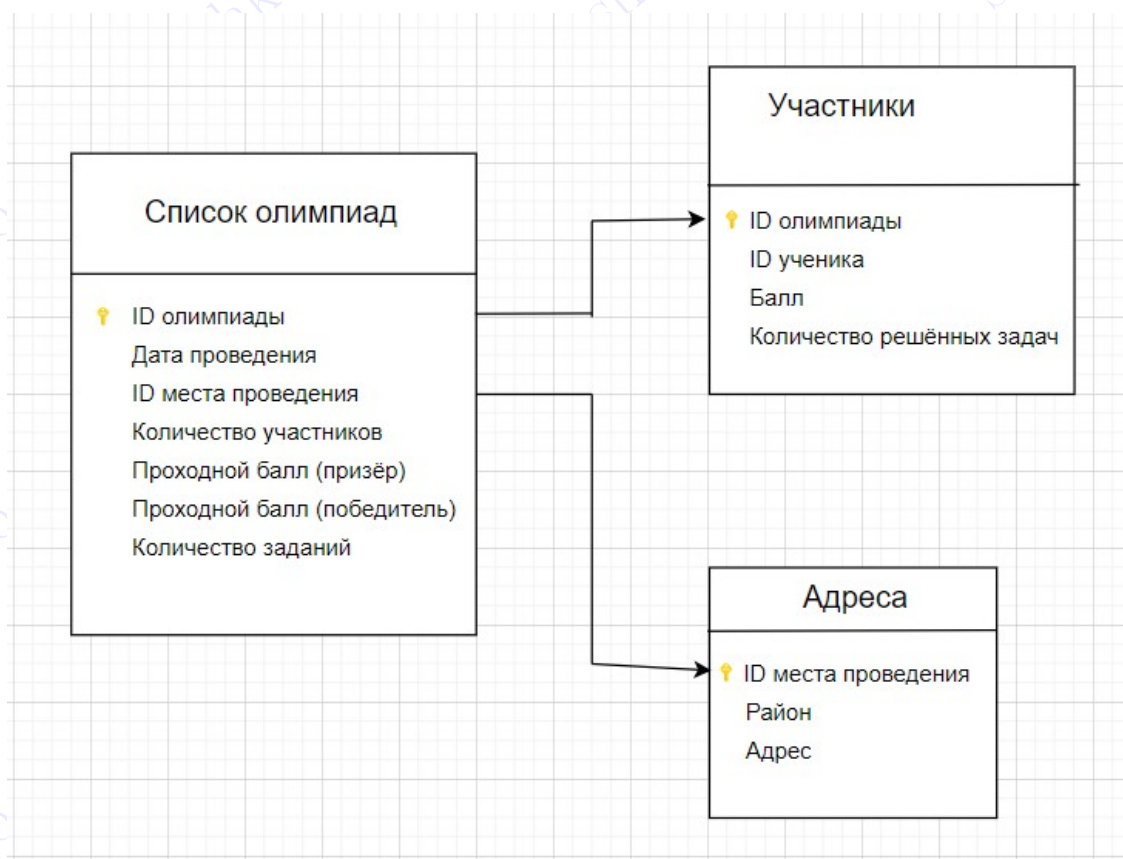 Список олимпиад
ID олимпиады
Дата проведения
ID места проведения
Количество участников
Проходной балл (призёр)
Проходной балл (победитель)
Количество заданий
Участники
ID олимпиады
ID ученика
Балл
Количество решённых задач
Адреса
ID места проведения
Район
Адрес